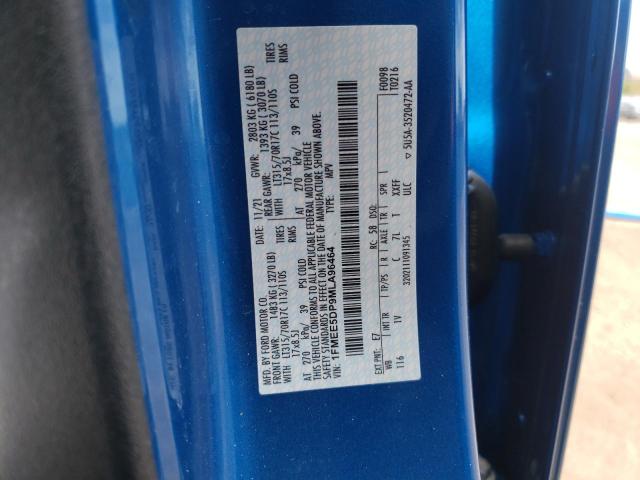 MFD. BY FORD MOTOR CO.
DATE: 11/21 GVWR: 2803 KG ( 6180 LB)
FRONT GAWR: 1483 KG (3270 LB) REAR GAWR: 1393 KG (3070 LB)
LT315/70R17C 113/110S TIRES WITH LT315/70R17C 113/110S TIRES
WITH 17x8.5J RIMS 17x8.5J RIMS
AT 270 kPa/ 39 PSI COLD AT 270 kPa/ 39 PSI COLD
THIS VEHICLE CONFORMS TO ALL APPLICABLE FEDERAL MOTOR VEHICLE
SAFETY STANDARDS IN EFFECT ON THE DATE OF MANUFACTURE SHOWN ABOVE.
VIN: 1FMEE5DP9MLA96464 TYPE: MPV
F0098
T0216
EXT PNT: E7 RC: 58 DSO:
WB INT TR TP/PS R AXLE TR SPR
116 1V C 7L T XXFF
320211109134S ULC
▽ 5U5A-3520472-AA